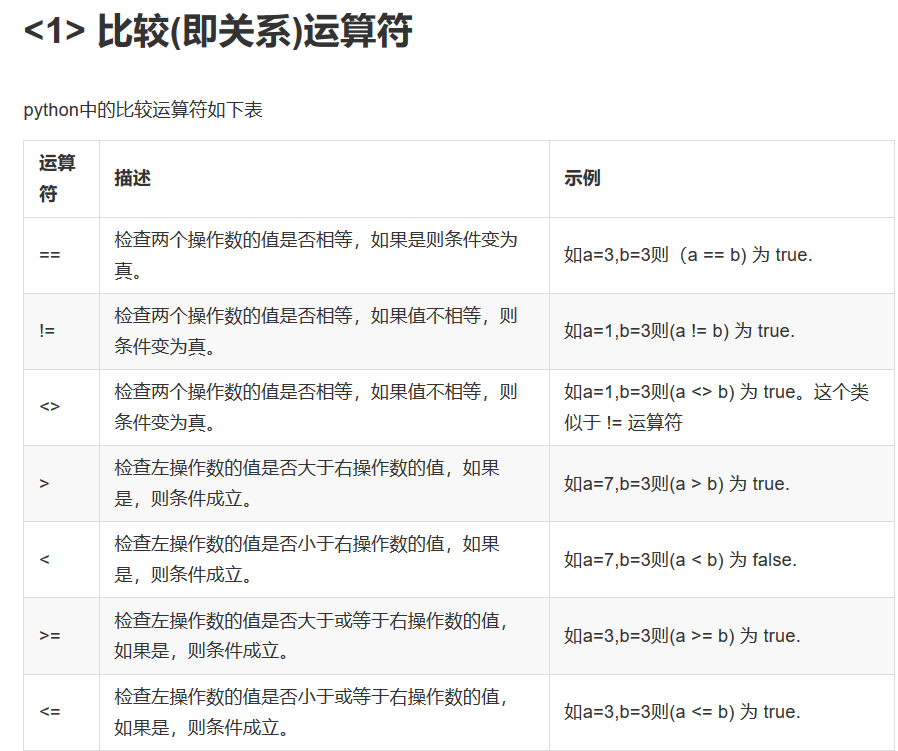 <1> 比较(即关系)运算符
python中的比较运算符如下表
运算
符
描述
示例
==
检查两个操作数的值是否相等，如果是则条件变为
真。
如a=3,b=3则（a == b) 为 true.
!=
检查两个操作数的值是否相等，如果值不相等，则
条件变为真。
如a=1,b=3则(a != b) 为 true.
<>
检查两个操作数的值是否相等，如果值不相等，则
条件变为真。
如a=1,b=3则(a <> b) 为 true。这个类
似于 != 运算符
>
检查左操作数的值是否大于右操作数的值，如果
是，则条件成立。
如a=7,b=3则(a > b) 为 true.
<
检查左操作数的值是否小于右操作数的值，如果
是，则条件成立。
如a=7,b=3则(a < b) 为 false.
>=
检查左操作数的值是否大于或等于右操作数的值，
如果是，则条件成立。
如a=3,b=3则(a >= b) 为 true.
<=
检查左操作数的值是否小于或等于右操作数的值，
如果是，则条件成立。
如a=3,b=3则(a <= b) 为 true.